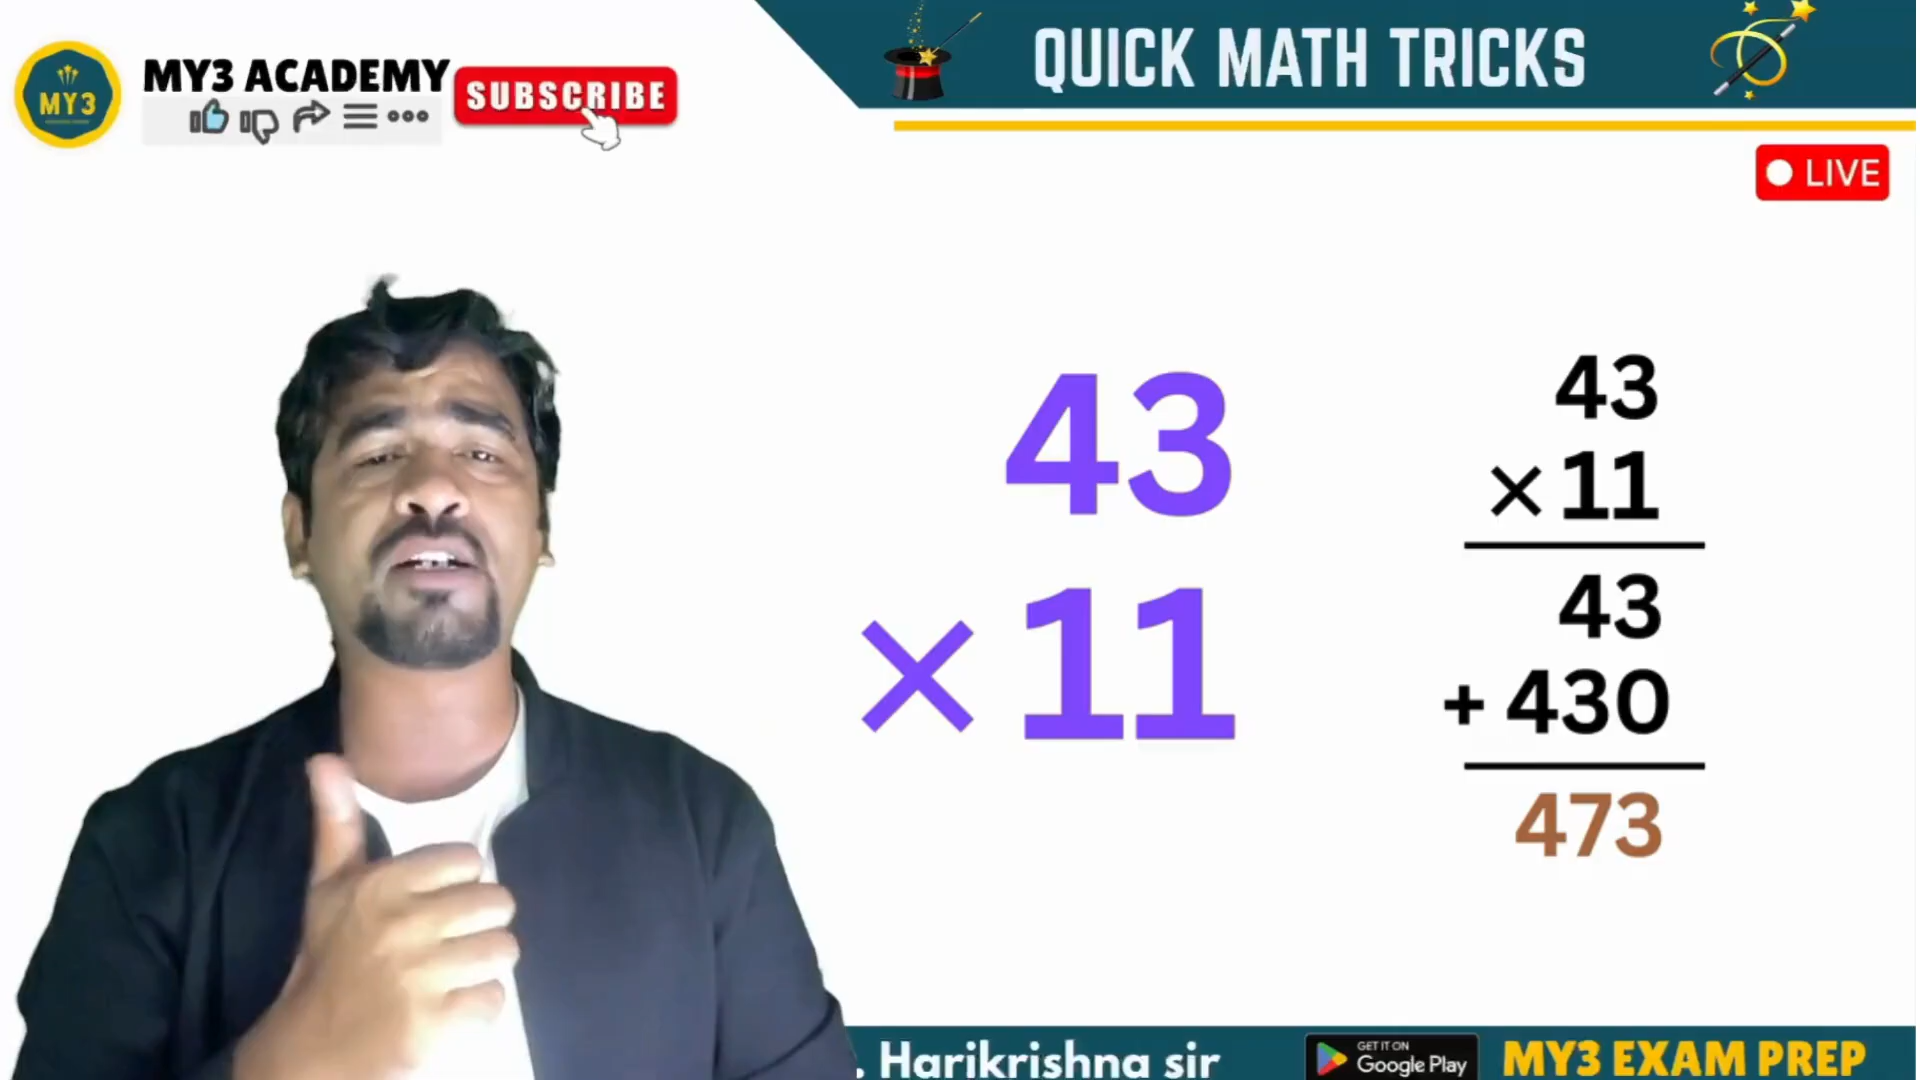 MY3
MY3 ACADEMY
SUBSCRIBE
QUICK MATH TRICKS
LIVE
43
×11
43
×11
43
+430
473
. Harikrishna sir
GET IT ON
Google Play
MY3 EXAM PREP